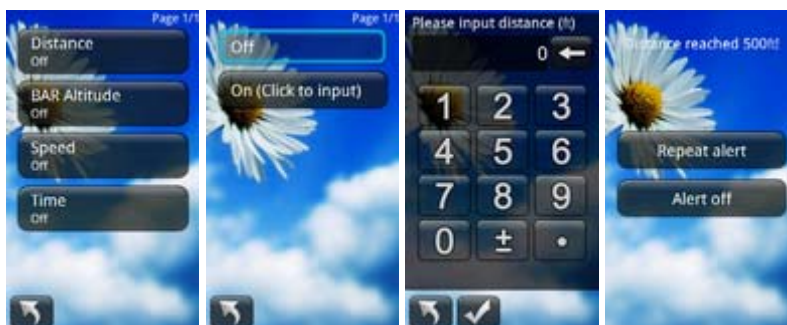 Page 1/1
Distance
Off
BAR Altitude
Off
Speed
Off
Time
Off
Page 1/1
Off
On (Click to input)
Please input distance (ft)
0
1 2 3
4 5 6
7 8 9
0 ± •
Distance reached 500ft!
Repeat alert
Alert off